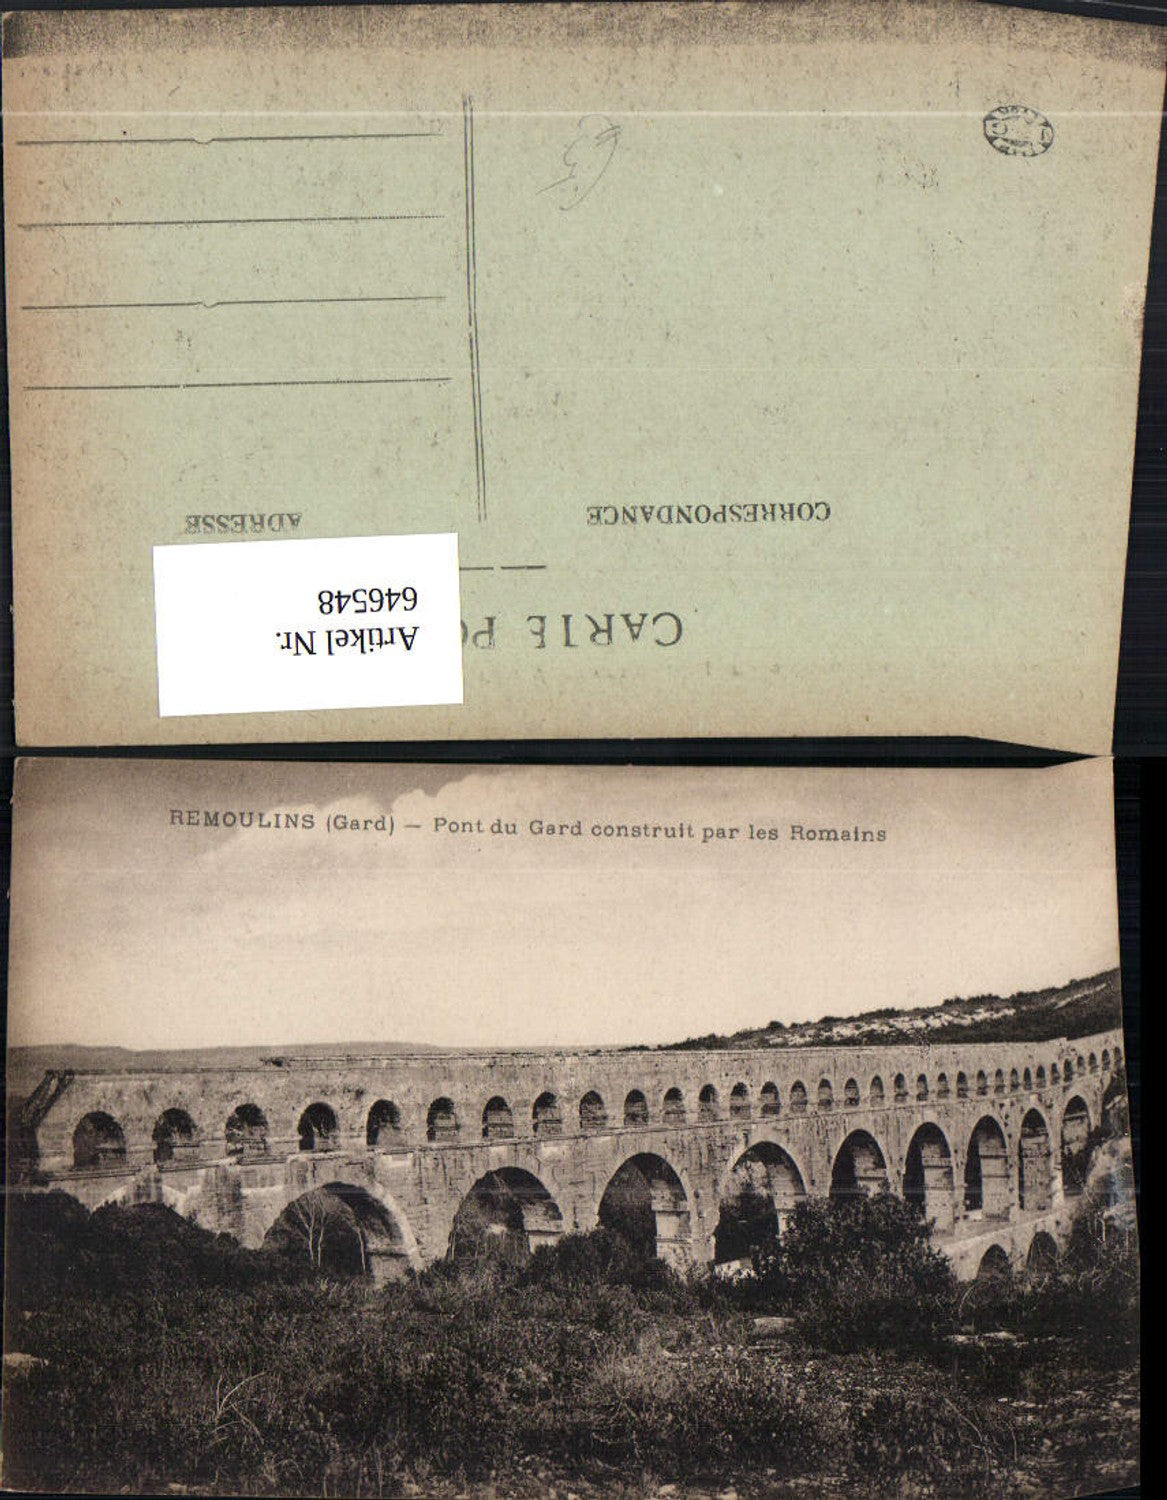 CARTE PO
CORRESPONDANCE
ADRESSE
Artikel Nr.
646548
REMOULINS (Gard) — Pont du Gard construit par les Romains